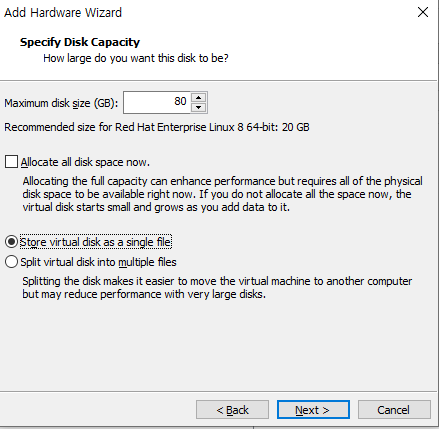 Add Hardware Wizard
Specify Disk Capacity
How large do you want this disk to be?
Maximum disk size (GB): 80
Recommended size for Red Hat Enterprise Linux 8 64-bit: 20 GB
Allocate all disk space now.
Allocating the full capacity can enhance performance but requires all of the physical
disk space to be available right now. If you do not allocate all the space now, the
virtual disk starts small and grows as you add data to it.
Store virtual disk as a single file
Split virtual disk into multiple files
Splitting the disk makes it easier to move the virtual machine to another computer
but may reduce performance with very large disks.
< Back Next > Cancel